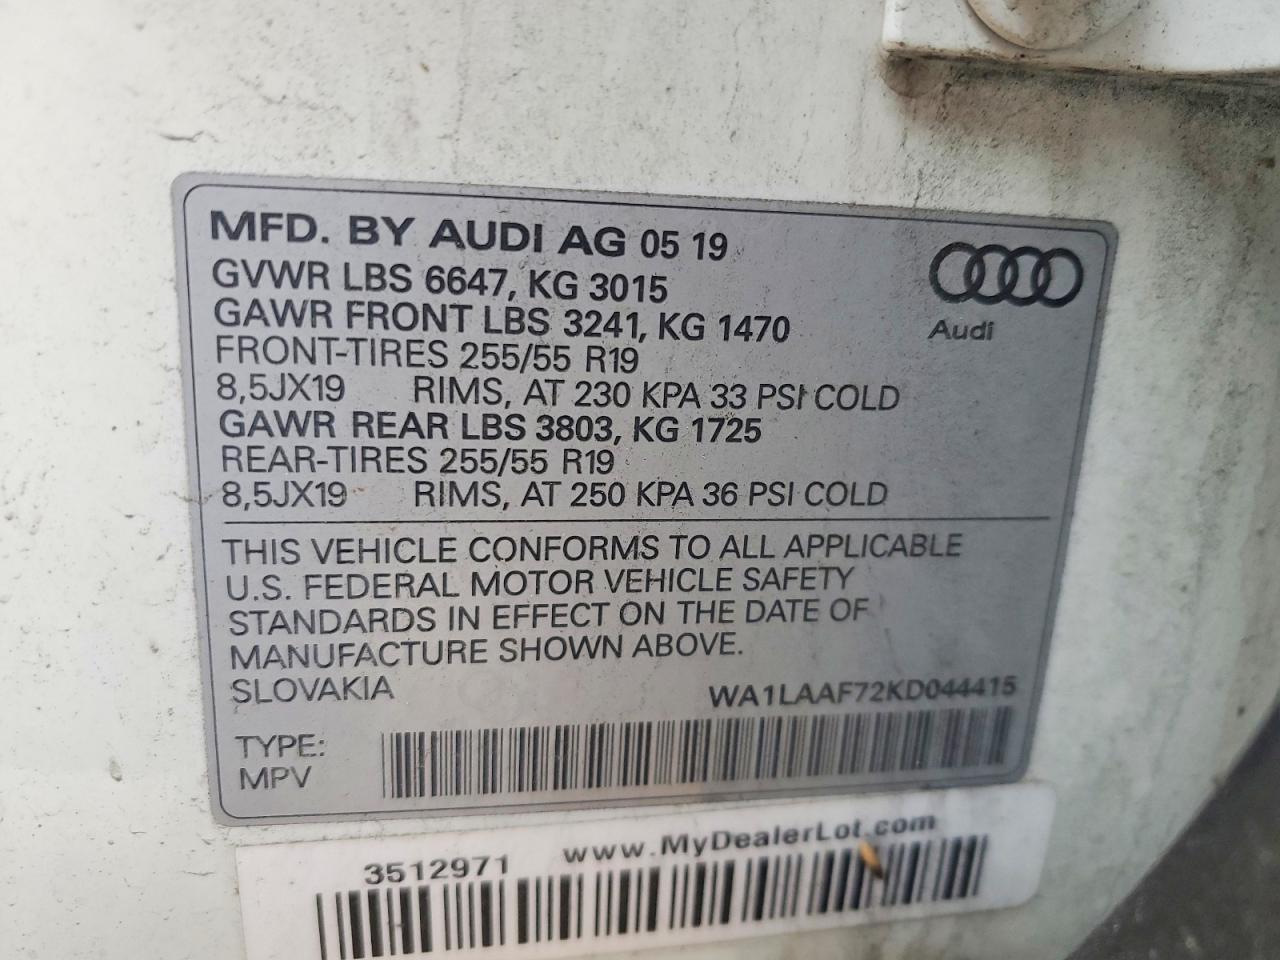 MFD. BY AUDI AG 05 19
GVWR LBS 6647, KG 3015
GAWR FRONT LBS 3241, KG 1470
FRONT-TIRES 255/55 R19
8,5JX19 RIMS, AT 230 KPA 33 PSI COLD
GAWR REAR LBS 3803, KG 1725
REAR-TIRES 255/55 R19
8,5JX19 RIMS, AT 250 KPA 36 PSI COLD
Audi
THIS VEHICLE CONFORMS TO ALL APPLICABLE
U.S. FEDERAL MOTOR VEHICLE SAFETY
STANDARDS IN EFFECT ON THE DATE OF
MANUFACTURE SHOWN ABOVE.
SLOVAKIA WA1LAAF72KD044415
TYPE:
MPV
3512971 www.MyDealerLot.com